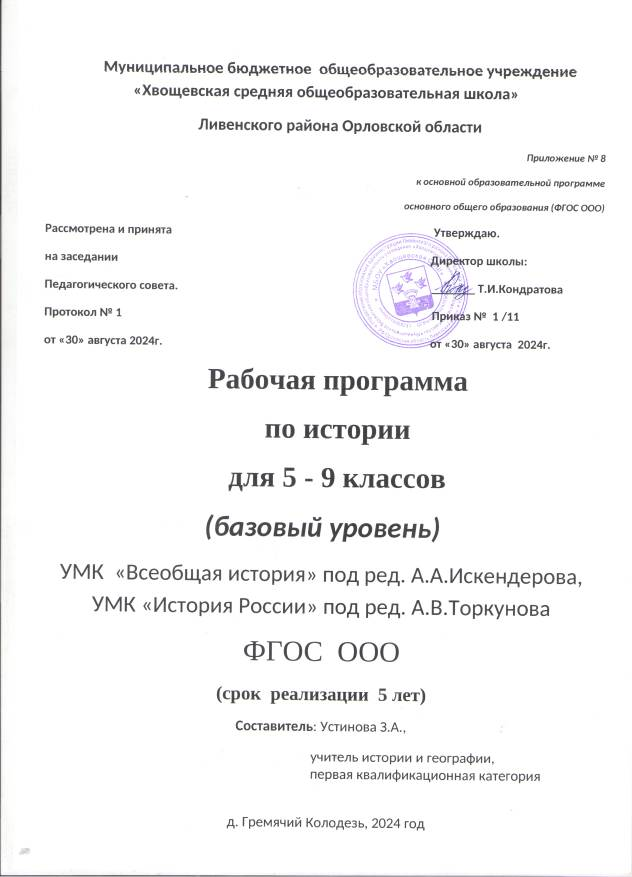 Муниципальное бюджетное общеобразовательное учреждение
«Хвощевская средняя общеобразовательная школа»
Ливенского района Орловской области
Приложение № 8
к основной образовательной программе
основного общего образования (ФГОС ООО)
Рассмотрена и принята
на заседании
Педагогического совета.
Протокол № 1
от «30» августа 2024г.
Утверждаю.
Директор школы:
Т.И.Кондратова
Приказ № 1 /11
от «30» августа 2024г.
Рабочая программа
по истории
для 5 - 9 классов
(базовый уровень)
УМК «Всеобщая история» под ред. А.А.Искендерова,
УМК «История России» под ред. А.В.Торкунова
ФГОС ООО
(срок реализации 5 лет)
Составитель: Устинова З.А.,
учитель истории и географии,
первая квалификационная категория
д. Гремячий Колодезь, 2024 год